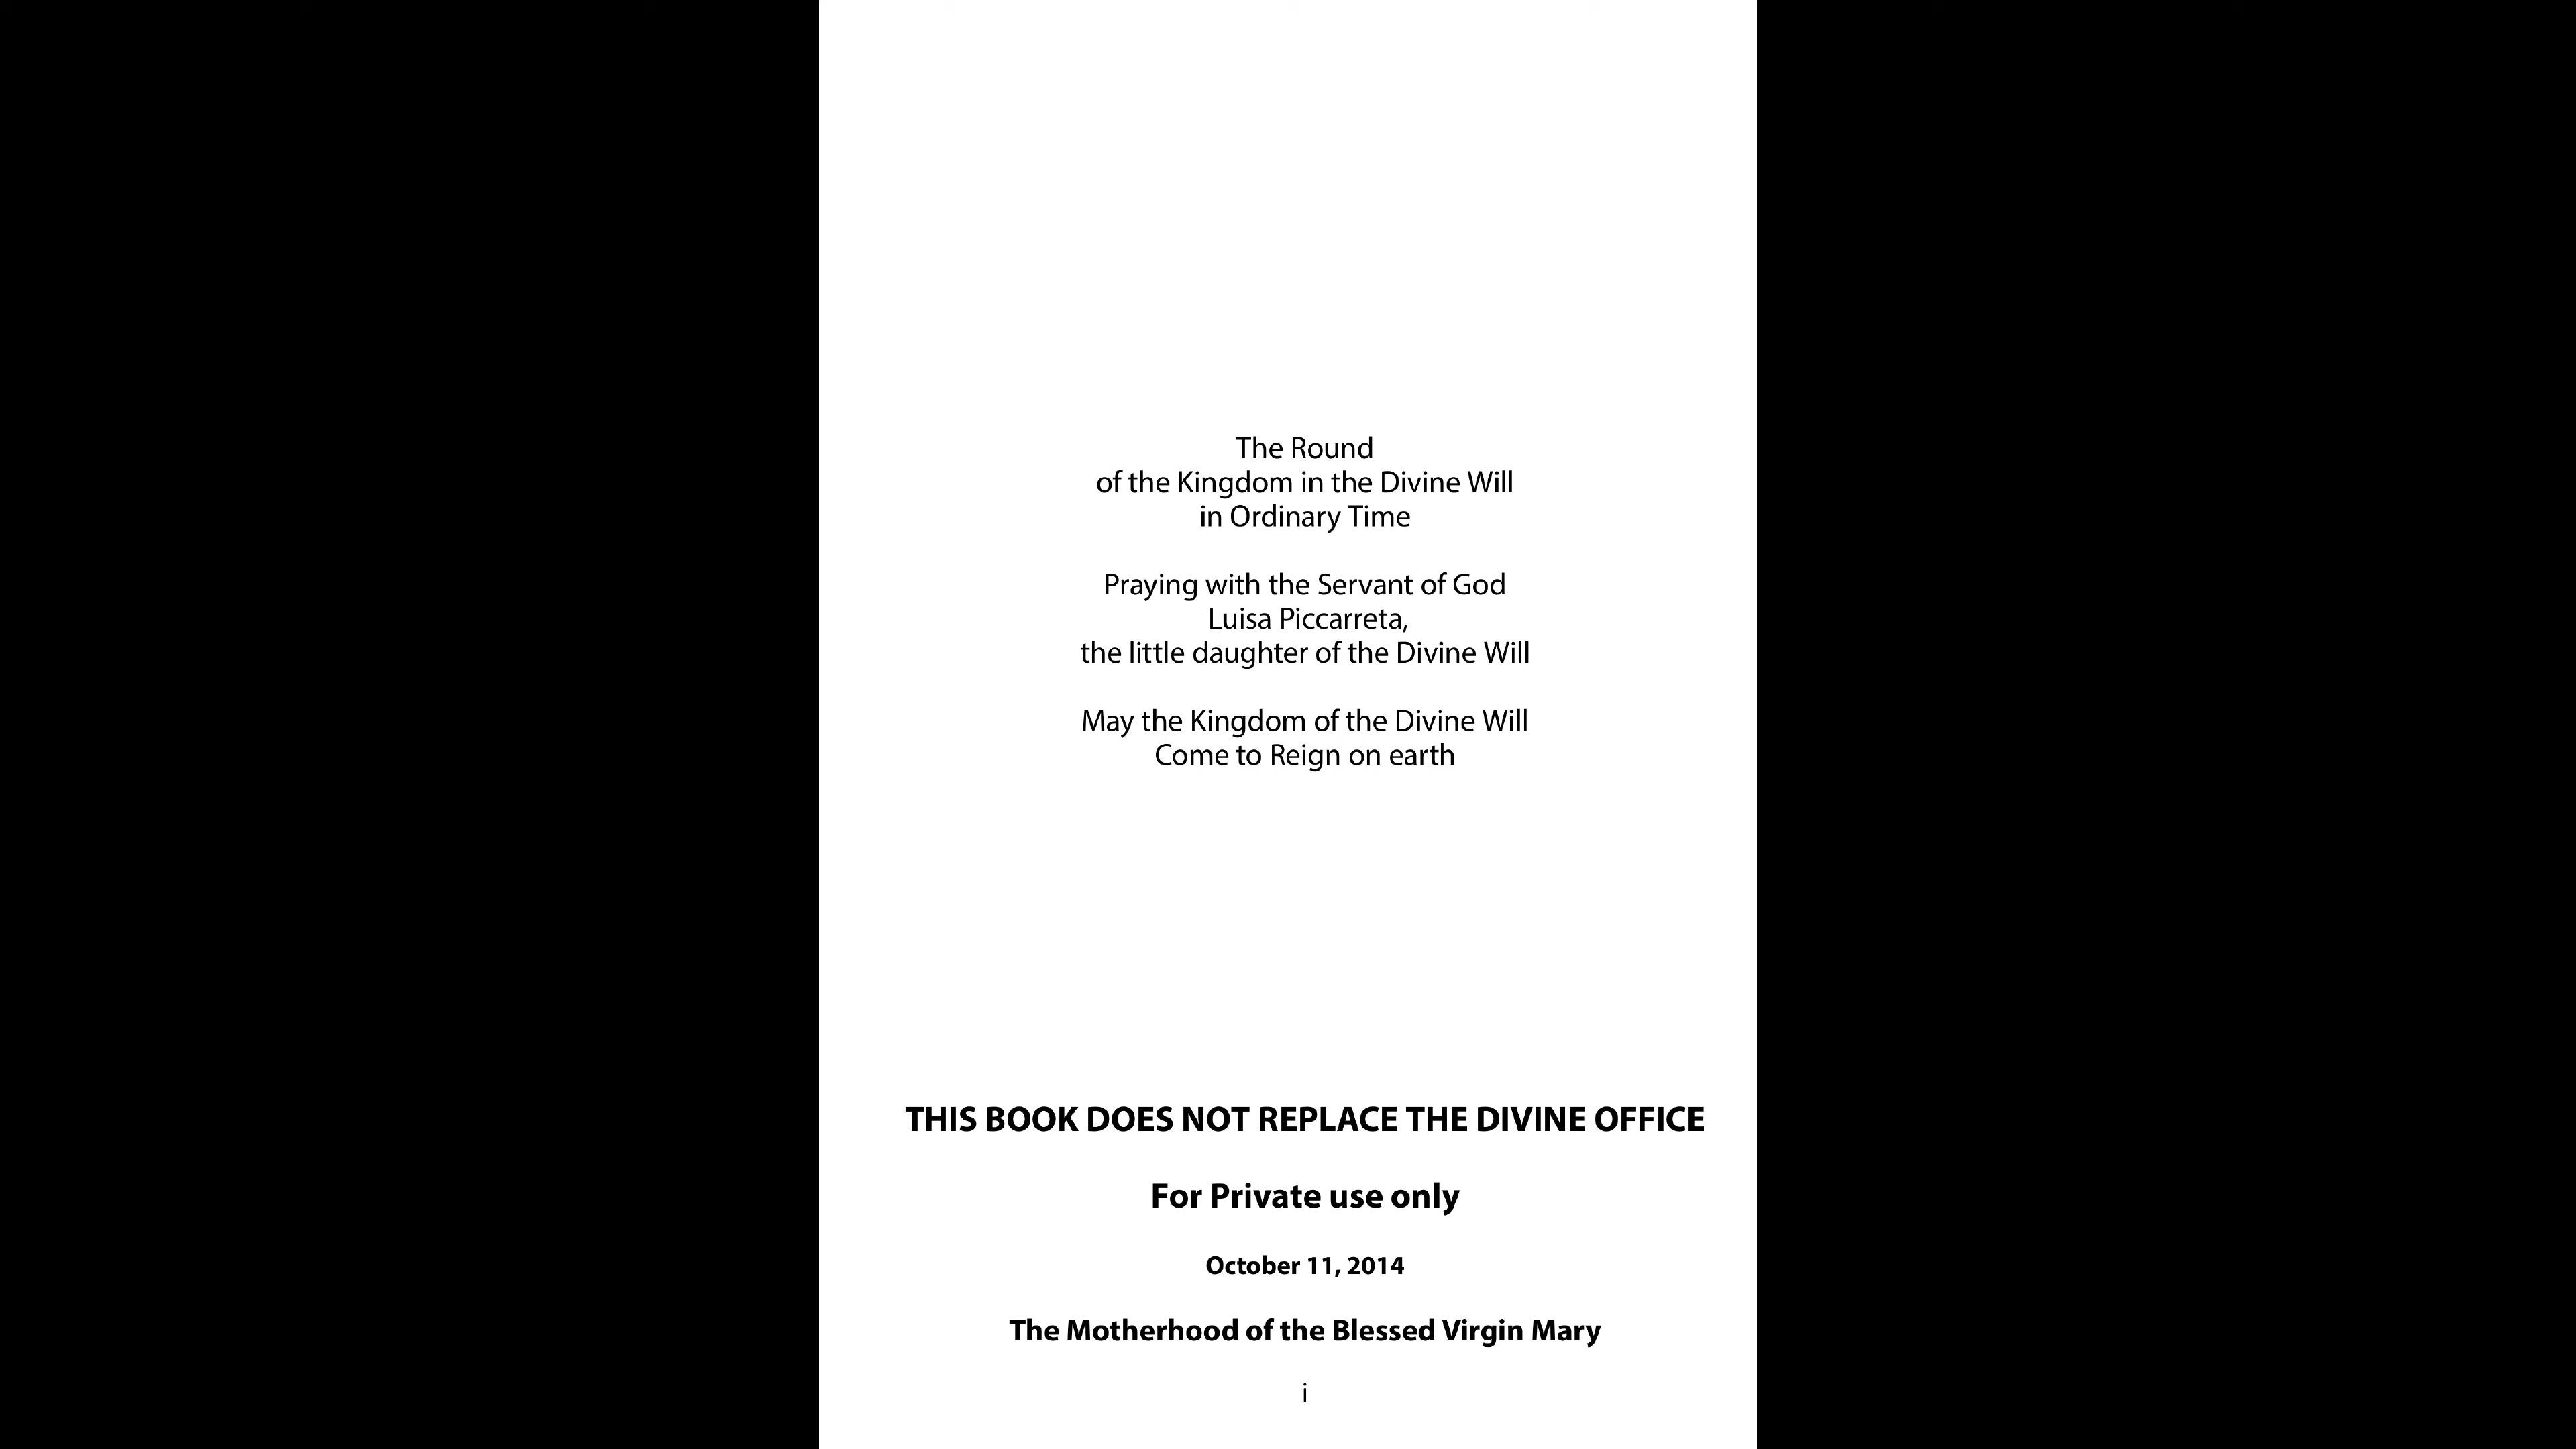 The Round
of the Kingdom in the Divine Will
in Ordinary Time
Praying with the Servant of God
Luisa Piccarreta,
the little daughter of the Divine Will
May the Kingdom of the Divine Will
Come to Reign on earth
THIS BOOK DOES NOT REPLACE THE DIVINE OFFICE
For Private use only
October 11, 2014
The Motherhood of the Blessed Virgin Mary
i